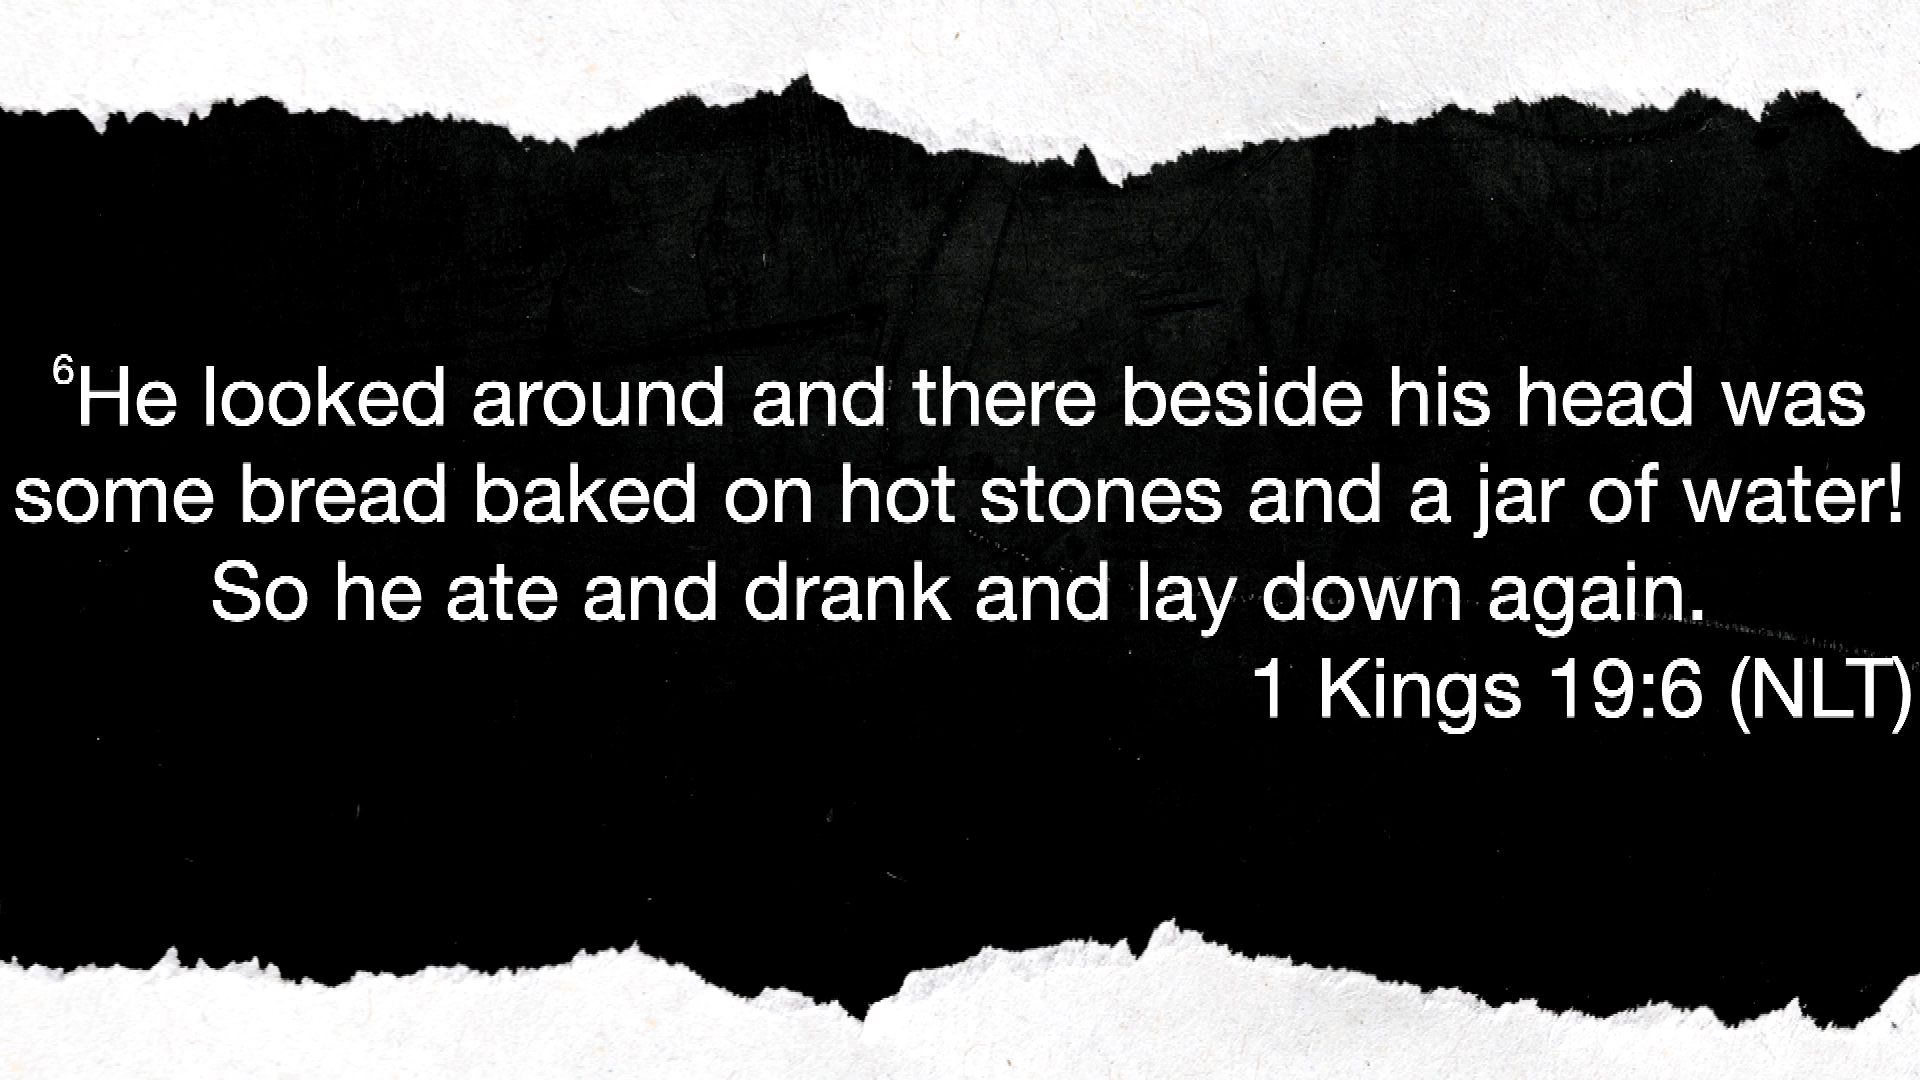 ⁶He looked around and there beside his head was
some bread baked on hot stones and a jar of water!
So he ate and drank and lay down again.
1 Kings 19:6 (NLT)